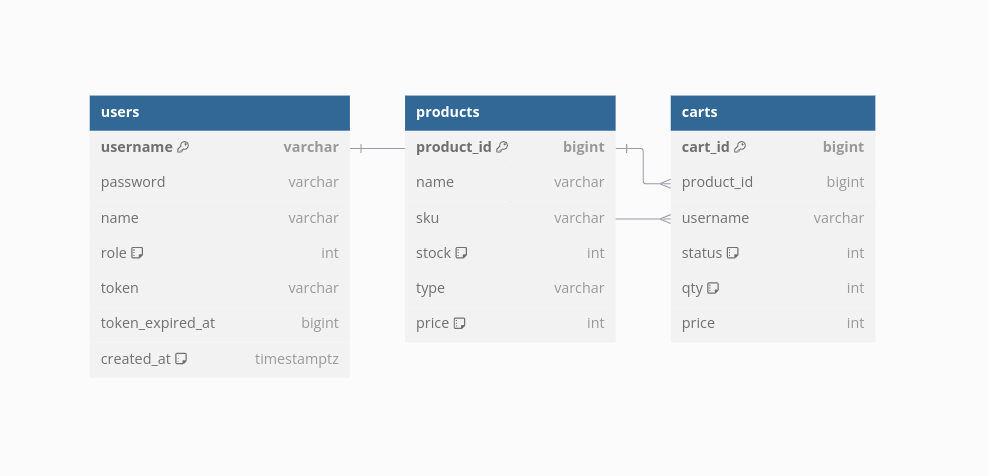 users
username varchar
password varchar
name varchar
role int
token varchar
token_expired_at bigint
created_at timestamptz
products
product_id bigint
name varchar
sku varchar
stock int
type varchar
price int
carts
cart_id bigint
product_id bigint
username varchar
status int
qty int
price int